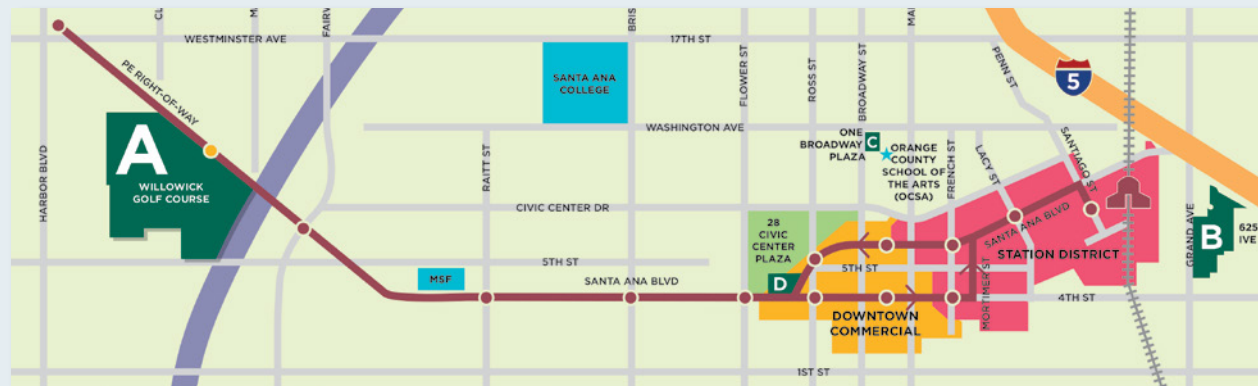 CL
M
FAIRV
BRIS
MAI
WESTMINSTER AVE
17TH ST
PE RIGHT-OF-WAY
A
WILLOWICK
GOLF COURSE
HARBOR BLVD
SANTA ANA
COLLEGE
FLOWER ST
ROSS ST
BROADWAY ST
PENN ST
5
WASHINGTON AVE
RAITT ST
ONE
BROADWAY
PLAZA
C
ORANGE
COUNTY
SCHOOL OF
THE ARTS
(OCSA)
FRENCH ST
LACY ST
SANTIAGO ST
CIVIC CENTER DR
28
CIVIC
CENTER
PLAZA
SANTA ANA BLVD
STATION DISTRICT
GRAND AVE
B
625
IVE
5TH ST
MSF
SANTA ANA BLVD
D
5TH ST
MORTIMER ST
4TH ST
DOWNTOWN
COMMERCIAL
1ST ST